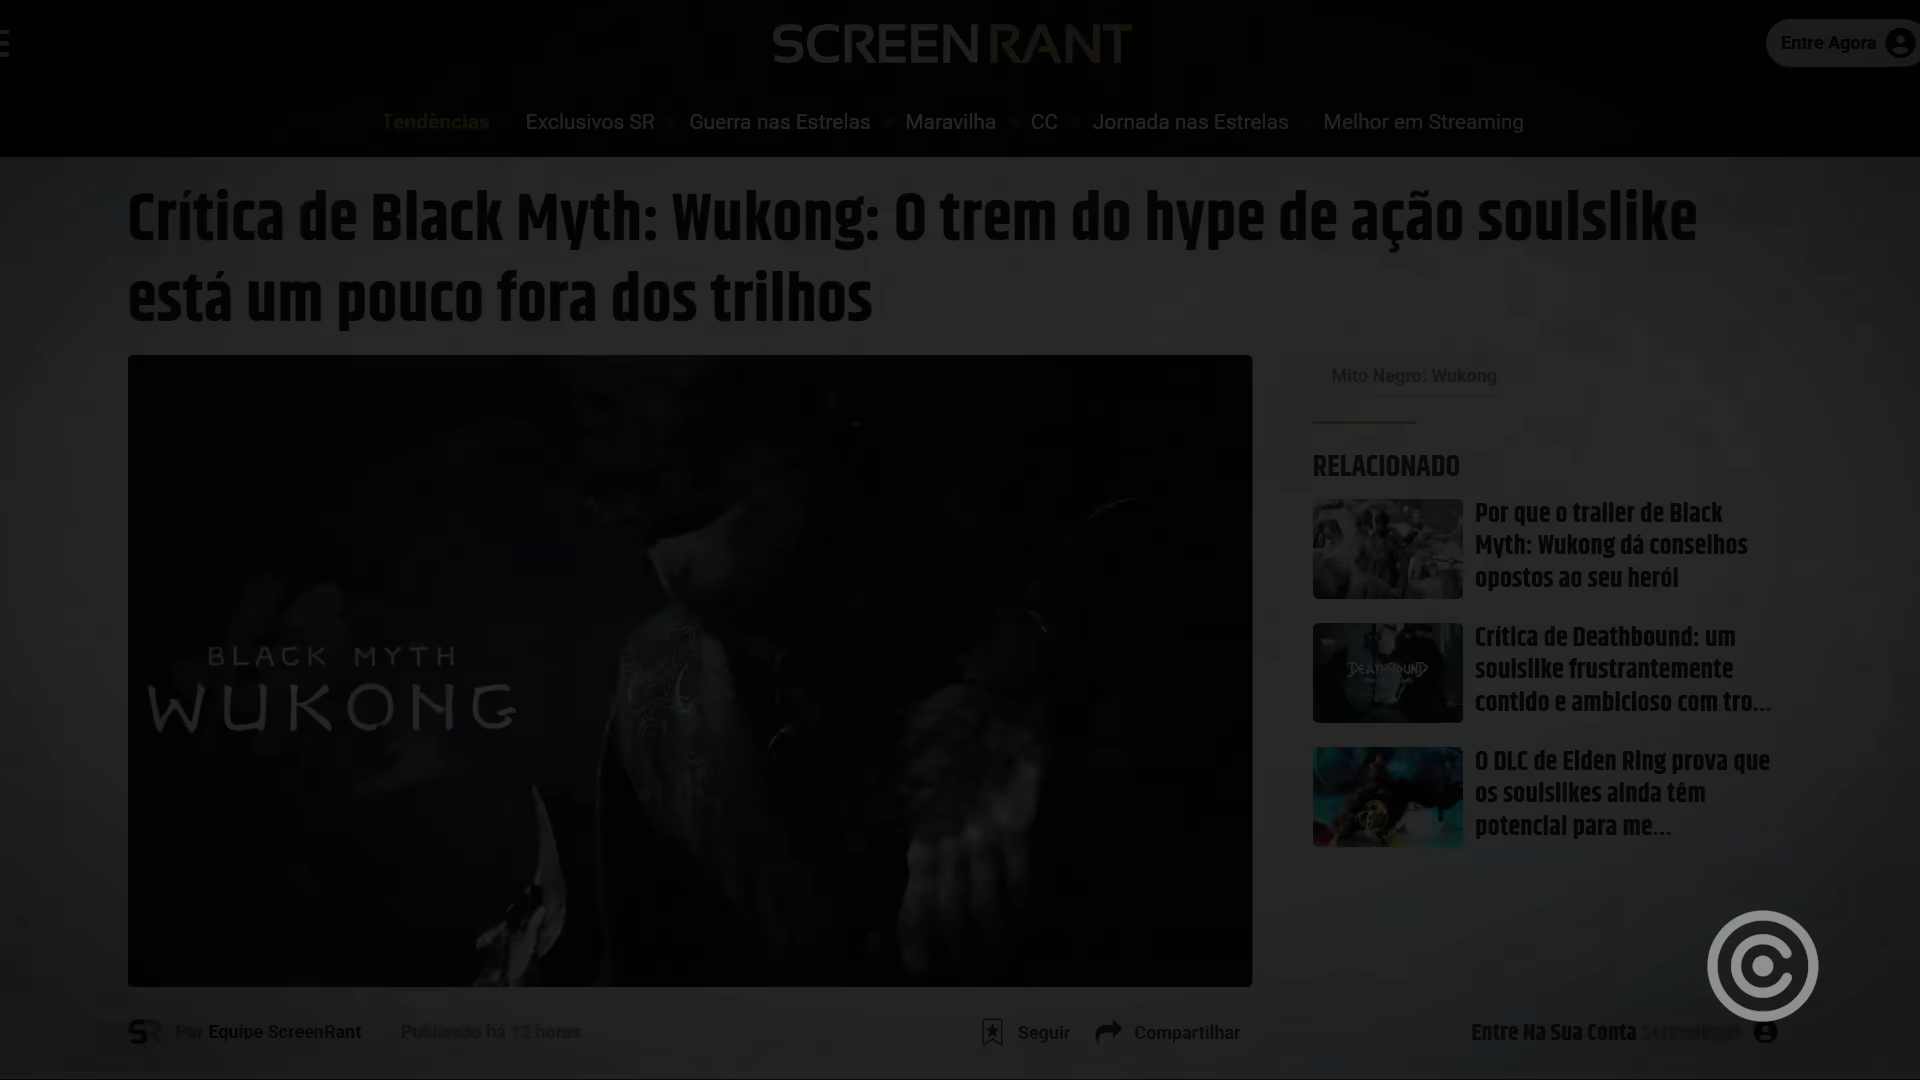 SCREENRANT
Entre Agora
Tendências
Exclusivos SR
Guerra nas Estrelas
Maravilha
CC
Jornada nas Estrelas
Melhor em Streaming
Crítica de Black Myth: Wukong: O trem do hype de ação soulslike
está um pouco fora dos trilhos
BLACK MYTH
WUKONG
Mito Negro: Wukong
RELACIONADO
Por que o trailer de Black
Myth: Wukong dá conselhos
opostos ao seu herói
DEATHBOUND
Crítica de Deathbound: um
soulslike frustrantemente
contido e ambicioso com tro...
O DLC de Elden Ring prova que
os soulslikes ainda têm
potencial para me...
SR
Por Equipe ScreenRant
Publicado há 12 horas
Seguir
Compartilhar
Entre Na Sua Conta ScreenRant